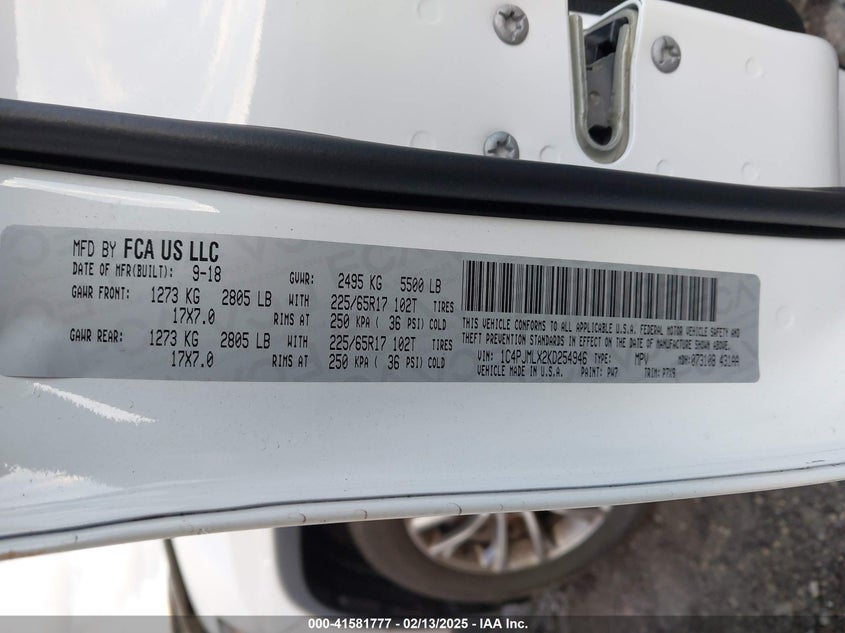 MFD BY FCA US LLC
DATE OF MFR(BUILT): 9-18 GVWR: 2495 KG 5500 LB
GAWR FRONT: 1273 KG 2805 LB WITH 225/65R17 102T TIRES
17X7.0 RIMS AT 250 KPA ( 36 PSI) COLD
GAWR REAR: 1273 KG 2805 LB WITH 225/65R17 102T TIRES
17X7.0 RIMS AT 250 KPA ( 36 PSI) COLD
THIS VEHICLE CONFORMS TO ALL APPLICABLE U.S.A. FEDERAL MOTOR VEHICLE SAFETY AND
THEFT PREVENTION STANDARDS IN EFFECT ON THE DATE OF MANUFACTURE SHOWN ABOVE.
VIN: 1C4PJMLX2KD254946 TYPE: MPV MDH: 073108 431AA
VEHICLE MADE IN U.S.A. PAINT: PW7 TRIM: P7X9
000-41581777 - 02/13/2025 - IAA Inc.